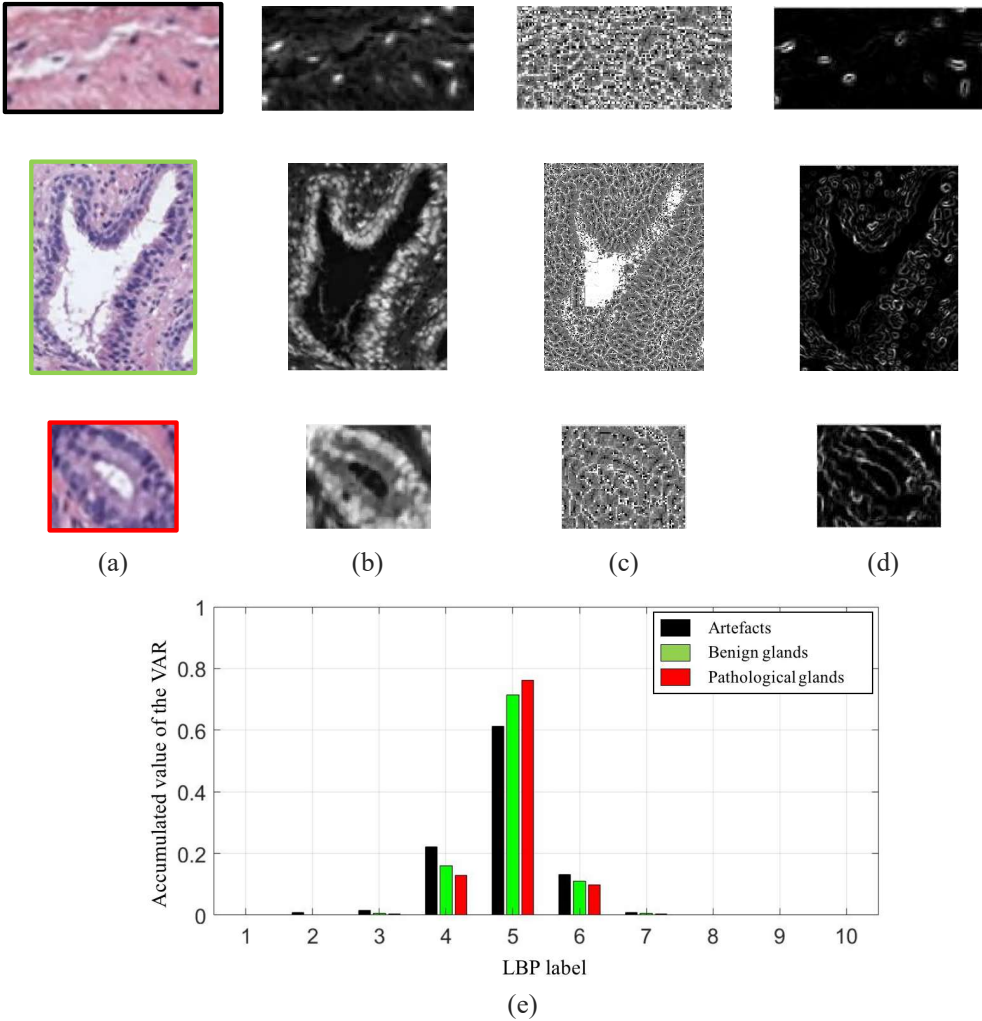 (a) (b) (c) (d)
1
0.8
0.6
0.4
0.2
0
Accumulated value of the VAR
Artefacts
Benign glands
Pathological glands
1 2 3 4 5 6 7 8 9 10
LBP label
(e)